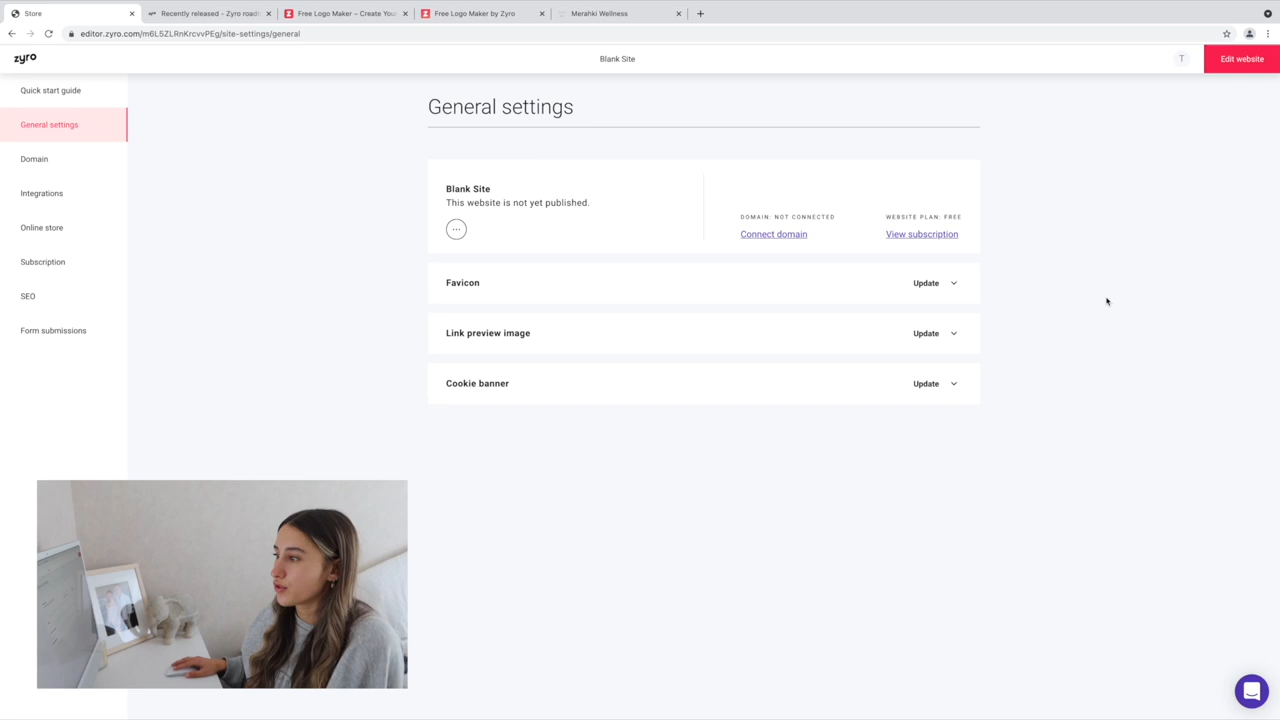 Store
Recently released - Zyro road
Free Logo Maker – Create You
Free Logo Maker by Zyro
Merahki Wellness
editor.zyro.com/m6L5ZLRnKrcvvPEg/site-settings/general
zyro
Blank Site
T
Edit website
Quick start guide
General settings
Domain
Integrations
Online store
Subscription
SEO
Form submissions
General settings
Blank Site
This website is not yet published.
DOMAIN: NOT CONNECTED
Connect domain
WEBSITE PLAN: FREE
View subscription
Favicon
Update
Link preview image
Update
Cookie banner
Update